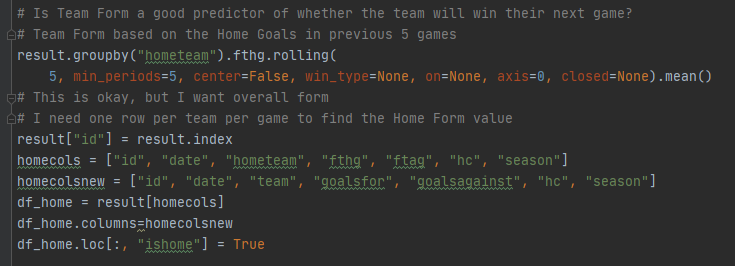 # Is Team Form a good predictor of whether the team will win their next game?
# Team Form based on the Home Goals in previous 5 games
result.groupby("hometeam").fthg.rolling(
    5, min_periods=5, center=False, win_type=None, on=None, axis=0, closed=None).mean()
# This is okay, but I want overall form
# I need one row per team per game to find the Home Form value
result["id"] = result.index
homecols = ["id", "date", "hometeam", "fthg", "ftag", "hc", "season"]
homecolsnew = ["id", "date", "team", "goalsfor", "goalsagainst", "hc", "season"]
df_home = result[homecols]
df_home.columns=homecolsnew
df_home.loc[:, "ishome"] = True